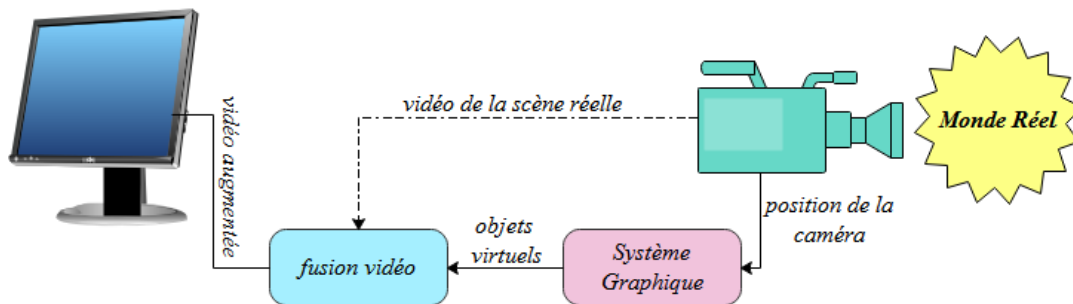 vidéo augmentée
vidéo de la scène réelle
Monde Réel
position de la
caméra
objets
virtuels
Système
Graphique
fusion vidéo